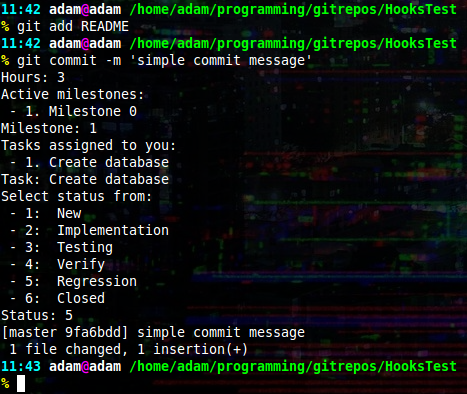 11:42 adam@adam /home/adam/programming/gitrepos/HooksTest
% git add README
11:42 adam@adam /home/adam/programming/gitrepos/HooksTest
% git commit -m 'simple commit message'
Hours: 3
Active milestones:
 - 1. Milestone 0
Milestone: 1
Tasks assigned to you:
 - 1. Create database
Task: Create database
Select status from:
 - 1:  New
 - 2:  Implementation
 - 3:  Testing
 - 4:  Verify
 - 5:  Regression
 - 6:  Closed
Status: 5
[master 9fa6bdd] simple commit message
 1 file changed, 1 insertion(+)
11:43 adam@adam /home/adam/programming/gitrepos/HooksTest
%